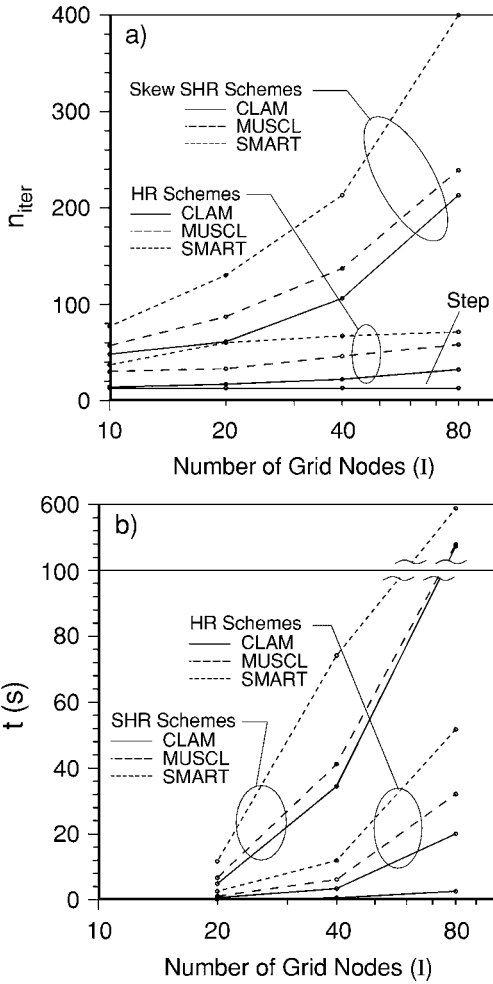 400
a)
Skew SHR Schemes
CLAM
MUSCL
SMART
300
HR Schemes
CLAM
MUSCL
SMART
200
n_iter
100
Step
0
10 20 40 80
Number of Grid Nodes (I)
600
b)
100
HR Schemes
CLAM
MUSCL
SMART
80
60
t (s)
SHR Schemes
CLAM
MUSCL
SMART
40
20
0
10 20 40 80
Number of Grid Nodes (I)